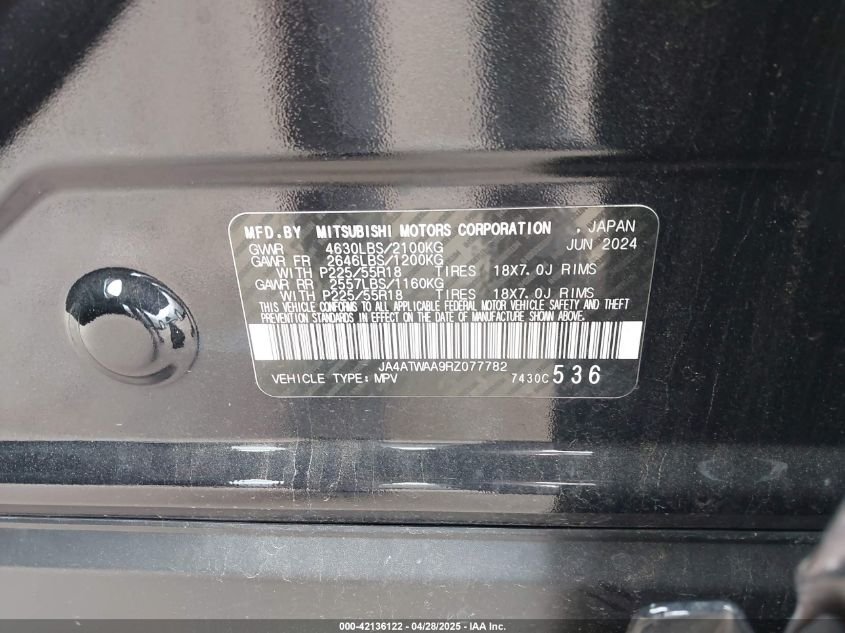 MFD.BY MITSUBISHI MOTORS CORPORATION , JAPAN
GVWR 4630LBS/2100KG JUN 2024
GAWR FR 2646LBS/1200KG
WITH P225/55R18 TIRES 18X7.0J RIMS
GAWR RR 2557LBS/1160KG
WITH P225/55R18 TIRES 18X7.0J RIMS
THIS VEHICLE CONFORMS TO ALL APPLICABLE FEDERAL MOTOR VEHICLE SAFETY AND THEFT
PREVENTION STANDARDS IN EFFECT ON THE DATE OF MANUFACTURE SHOWN ABOVE.
JA4ATWAA9RZ077782
VEHICLE TYPE: MPV 7430C 536
000-42136122 - 04/28/2025 - IAA Inc.